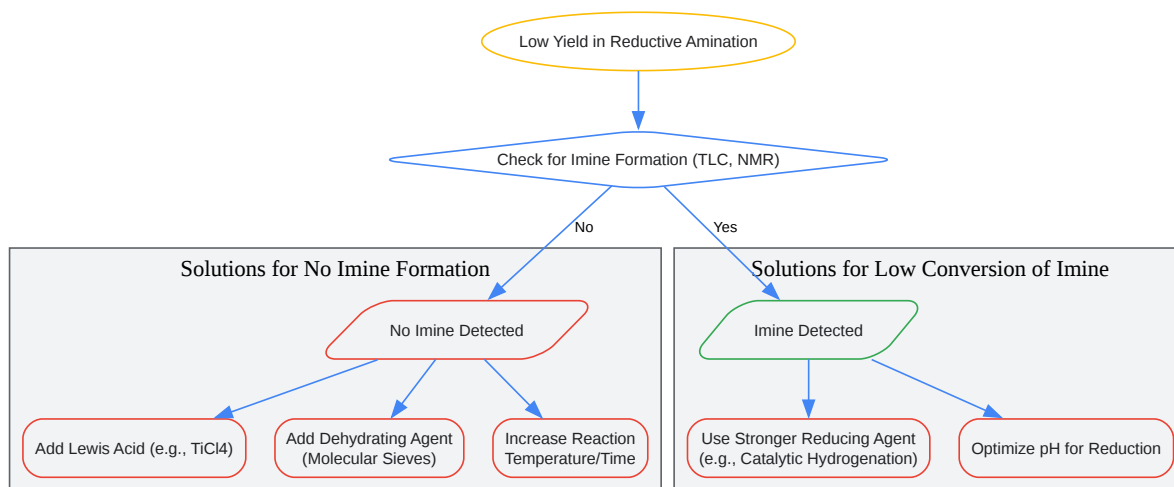 Low Yield in Reductive Amination
Check for Imine Formation (TLC, NMR)
No
Yes
Solutions for No Imine Formation
Solutions for Low Conversion of Imine
No Imine Detected
Imine Detected
Add Lewis Acid (e.g., TiCl4)
Add Dehydrating Agent
(Molecular Sieves)
Increase Reaction
Temperature/Time
Use Stronger Reducing Agent
(e.g., Catalytic Hydrogenation)
Optimize pH for Reduction